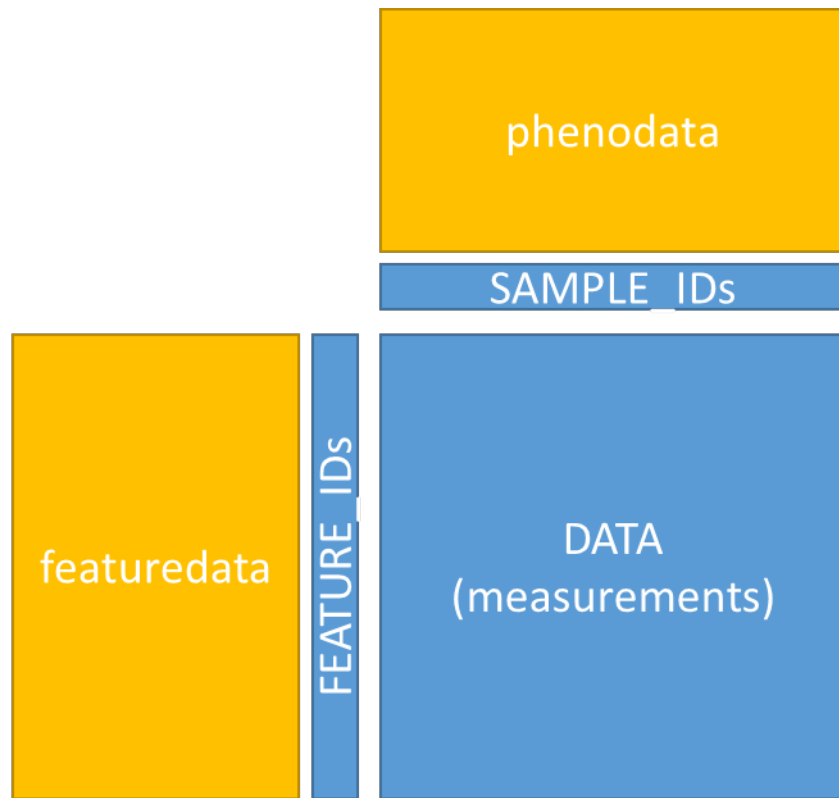 phenodata
SAMPLE_IDs
featuredata
FEATURE_IDs
DATA
(measurements)